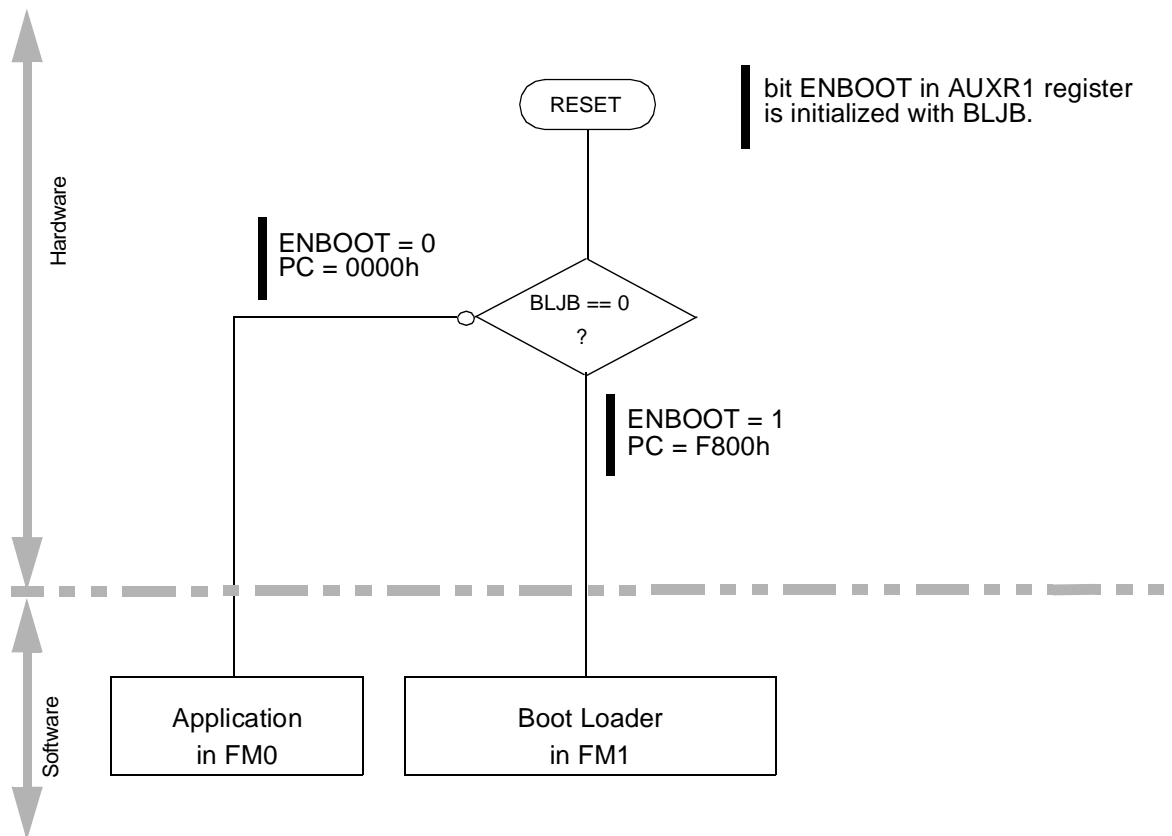 RESET
bit ENBOOT in AUXR1 register
is initialized with BLJB.
Hardware
ENBOOT = 0
PC = 0000h
BLJB == 0
?
ENBOOT = 1
PC = F800h
Software
Application
in FM0
Boot Loader
in FM1